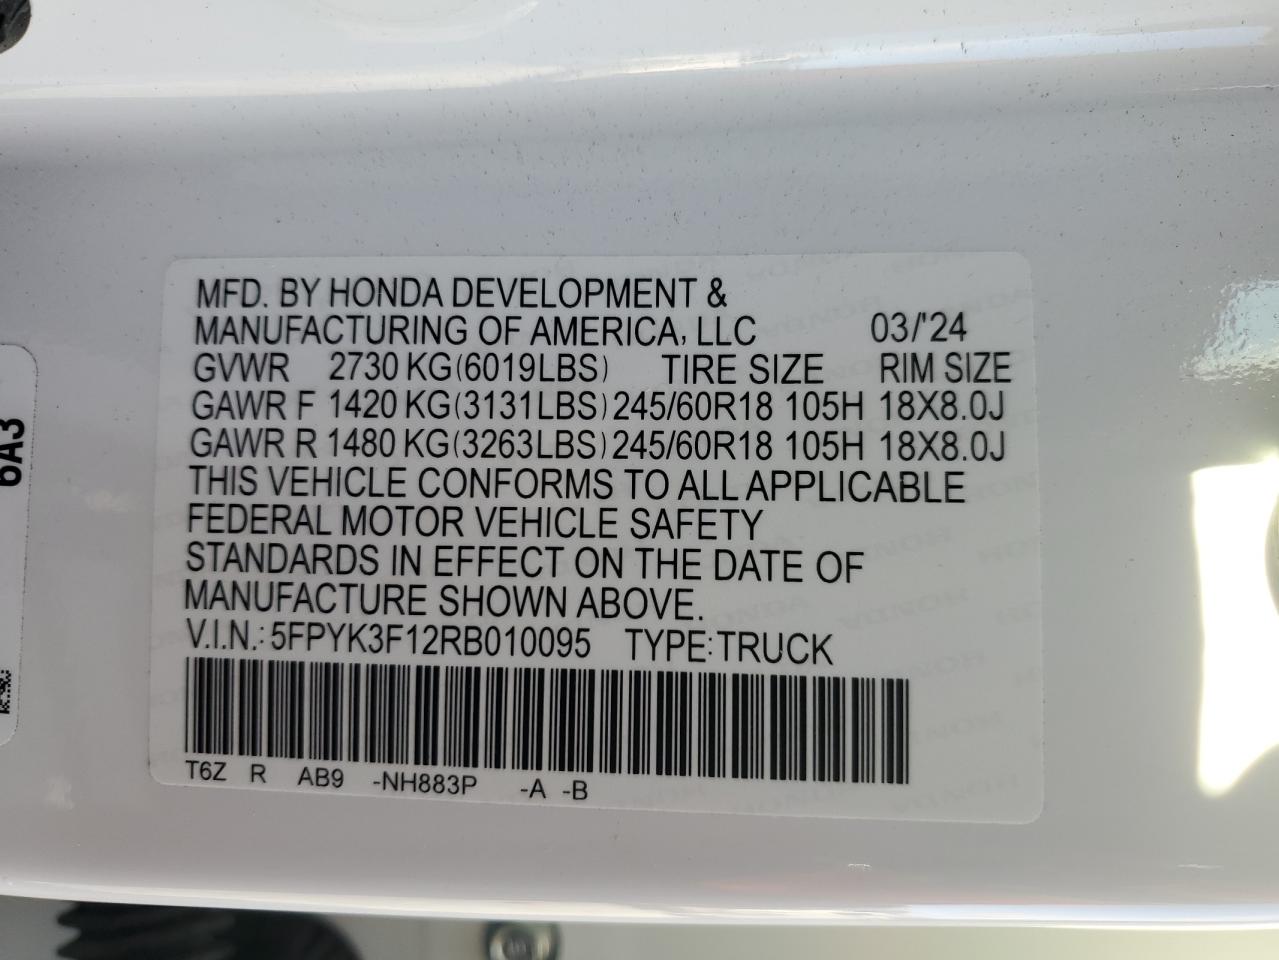 MFD. BY HONDA DEVELOPMENT &
MANUFACTURING OF AMERICA, LLC 03/'24
GVWR 2730 KG(6019LBS) TIRE SIZE RIM SIZE
GAWR F 1420 KG(3131LBS) 245/60R18 105H 18X8.0J
GAWR R 1480 KG(3263LBS) 245/60R18 105H 18X8.0J
THIS VEHICLE CONFORMS TO ALL APPLICABLE
FEDERAL MOTOR VEHICLE SAFETY
STANDARDS IN EFFECT ON THE DATE OF
MANUFACTURE SHOWN ABOVE.
V.I.N.: 5FPYK3F12RB010095 TYPE: TRUCK
T6Z R AB9 -NH883P -A -B
6A3